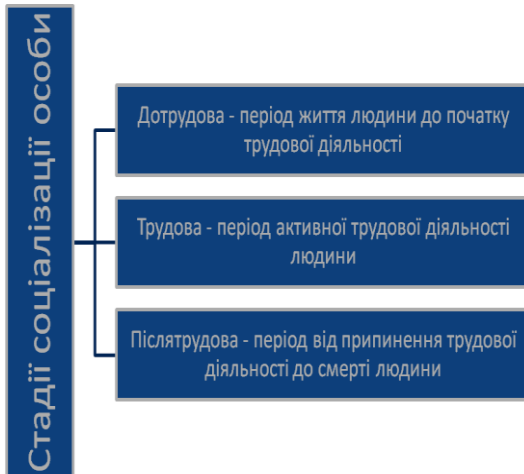 Стадії соціалізації особи
Дотрудова - період життя людини до початку
трудової діяльності
Трудова - період активної трудової діяльності
людини
Післятрудова - період від припинення трудової
діяльності до смерті людини